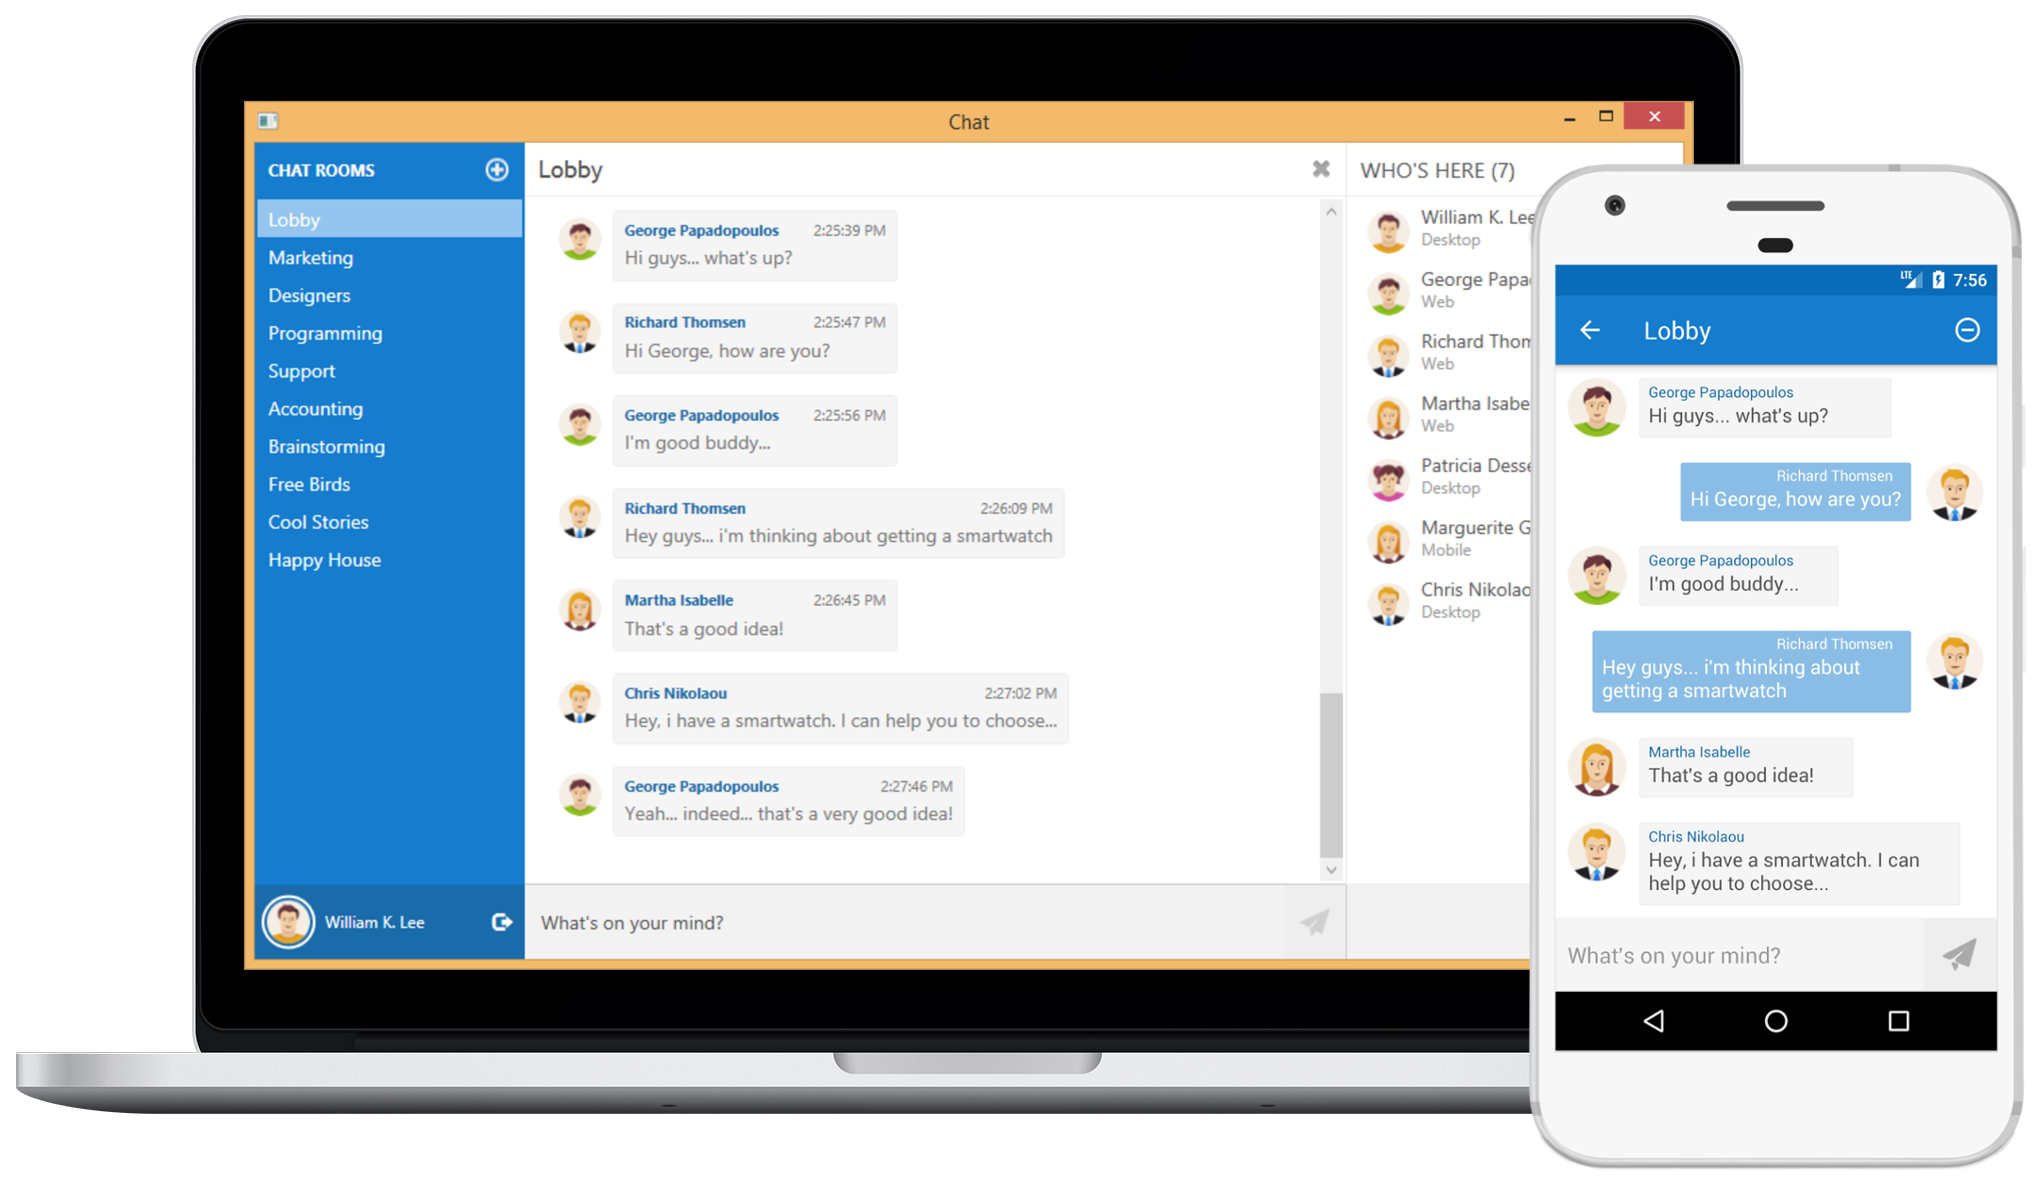 Chat
CHAT ROOMS
Lobby
Marketing
Designers
Programming
Support
Accounting
Brainstorming
Free Birds
Cool Stories
Happy House
William K. Lee
Lobby
George Papadopoulos 2:25:39 PM
Hi guys... what's up?
Richard Thomsen 2:25:47 PM
Hi George, how are you?
George Papadopoulos 2:25:56 PM
I'm good buddy...
Richard Thomsen 2:26:09 PM
Hey guys... i'm thinking about getting a smartwatch
Martha Isabelle 2:26:45 PM
That's a good idea!
Chris Nikolaou 2:27:02 PM
Hey, i have a smartwatch. I can help you to choose...
George Papadopoulos 2:27:46 PM
Yeah... indeed... that's a very good idea!
What's on your mind?
WHO'S HERE (7)
William K. Lee
Desktop
George Papa
Web
Richard Thom
Web
Martha Isabe
Web
Patricia Desse
Desktop
Marguerite G
Mobile
Chris Nikolao
Desktop
LTE 7:56
Lobby
George Papadopoulos
Hi guys... what's up?
Richard Thomsen
Hi George, how are you?
George Papadopoulos
I'm good buddy...
Richard Thomsen
Hey guys... i'm thinking about
getting a smartwatch
Martha Isabelle
That's a good idea!
Chris Nikolaou
Hey, i have a smartwatch. I can
help you to choose...
What's on your mind?